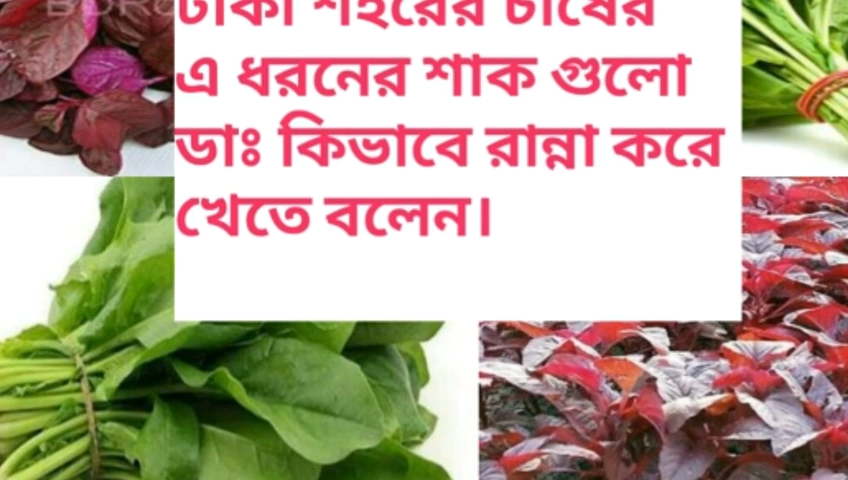 ঢাকা শহরের চাষের
এ ধরনের শাক গুলো
ডাঃ কিভাবে রান্না করে
খেতে বলেন।